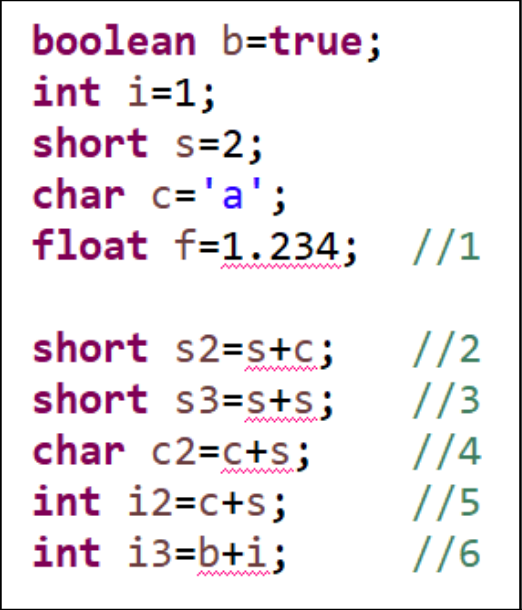 boolean b=true;
int i=1;
short s=2;
char c='a';
float f=1.234; //1
short s2=s+c; //2
short s3=s+s; //3
char c2=c+s; //4
int i2=c+s; //5
int i3=b+i; //6